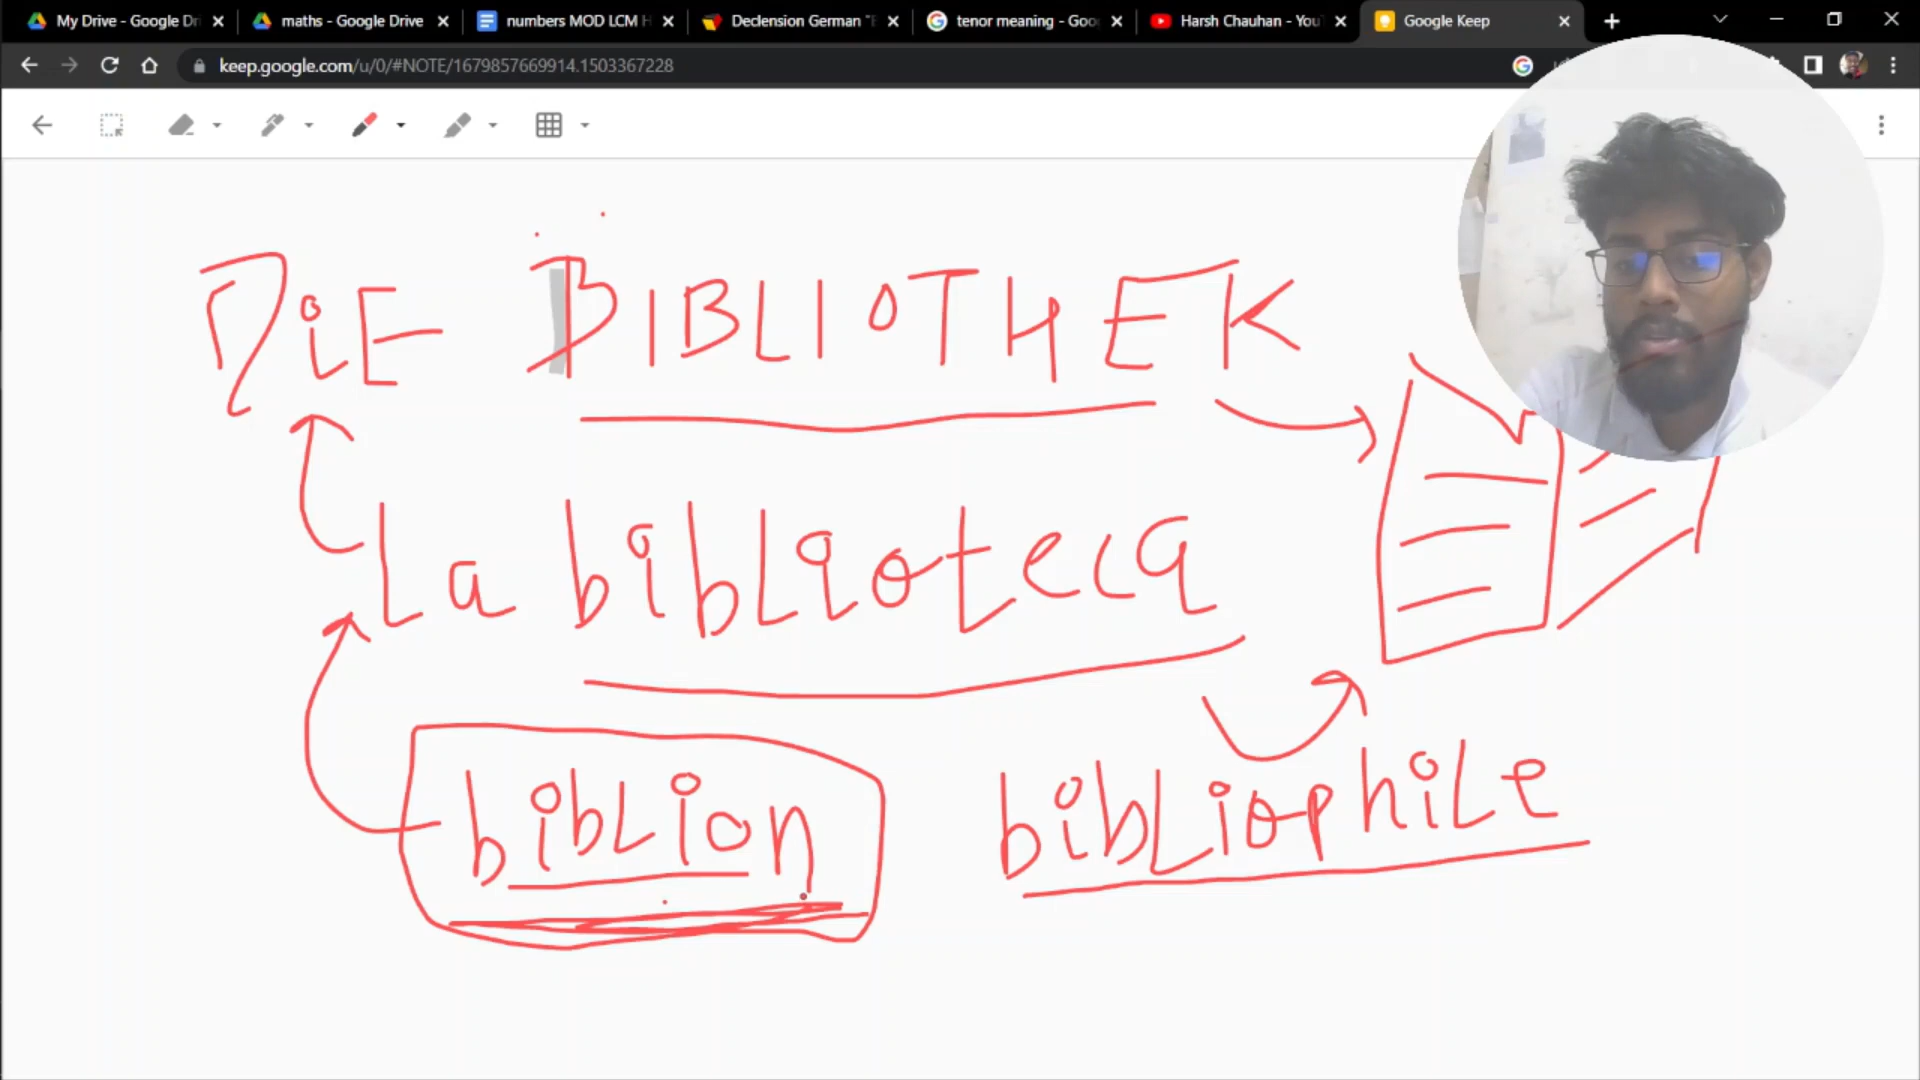 My Drive - Google Dri
maths - Google Drive
numbers MOD LCM H
Declension German "B
tenor meaning - Goo
Harsh Chauhan - You
Google Keep
keep.google.com/u/0/#NOTE/1679857669914.1503367228
DiE BIBLIOTHEK
La biblioteca
biblion
bibliophile